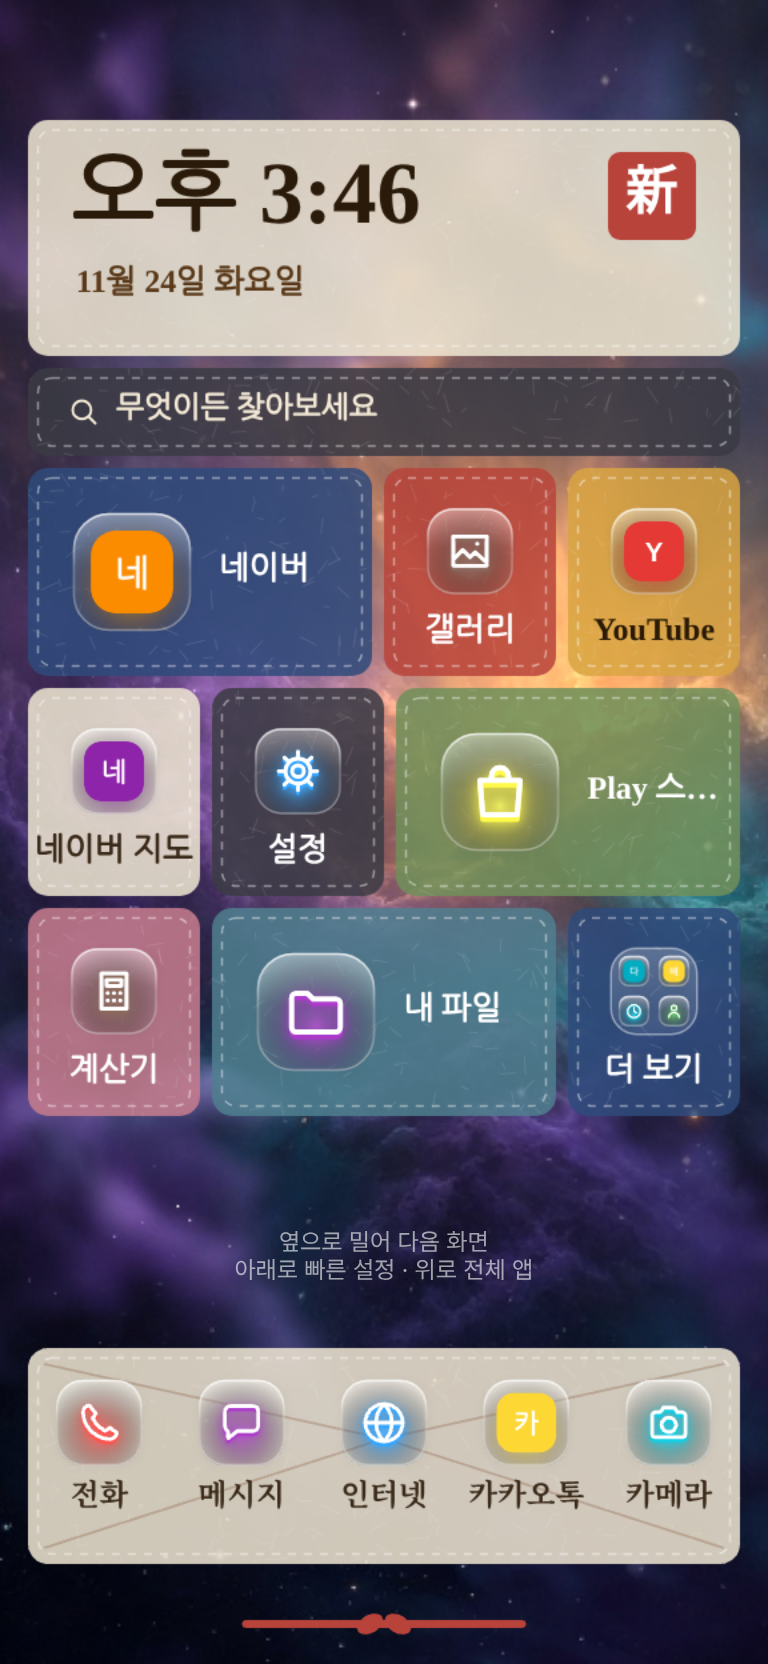 오후 3:46
新
11월 24일 화요일
무엇이든 찾아보세요
네
네이버
갤러리
Y
YouTube
네
네이버 지도
설정
Play 스...
계산기
내 파일
다
더 보기
옆으로 밀어 다음 화면
아래로 빠른 설정 · 위로 전체 앱
전화
메시지
인터넷
카
카카오톡
카메라